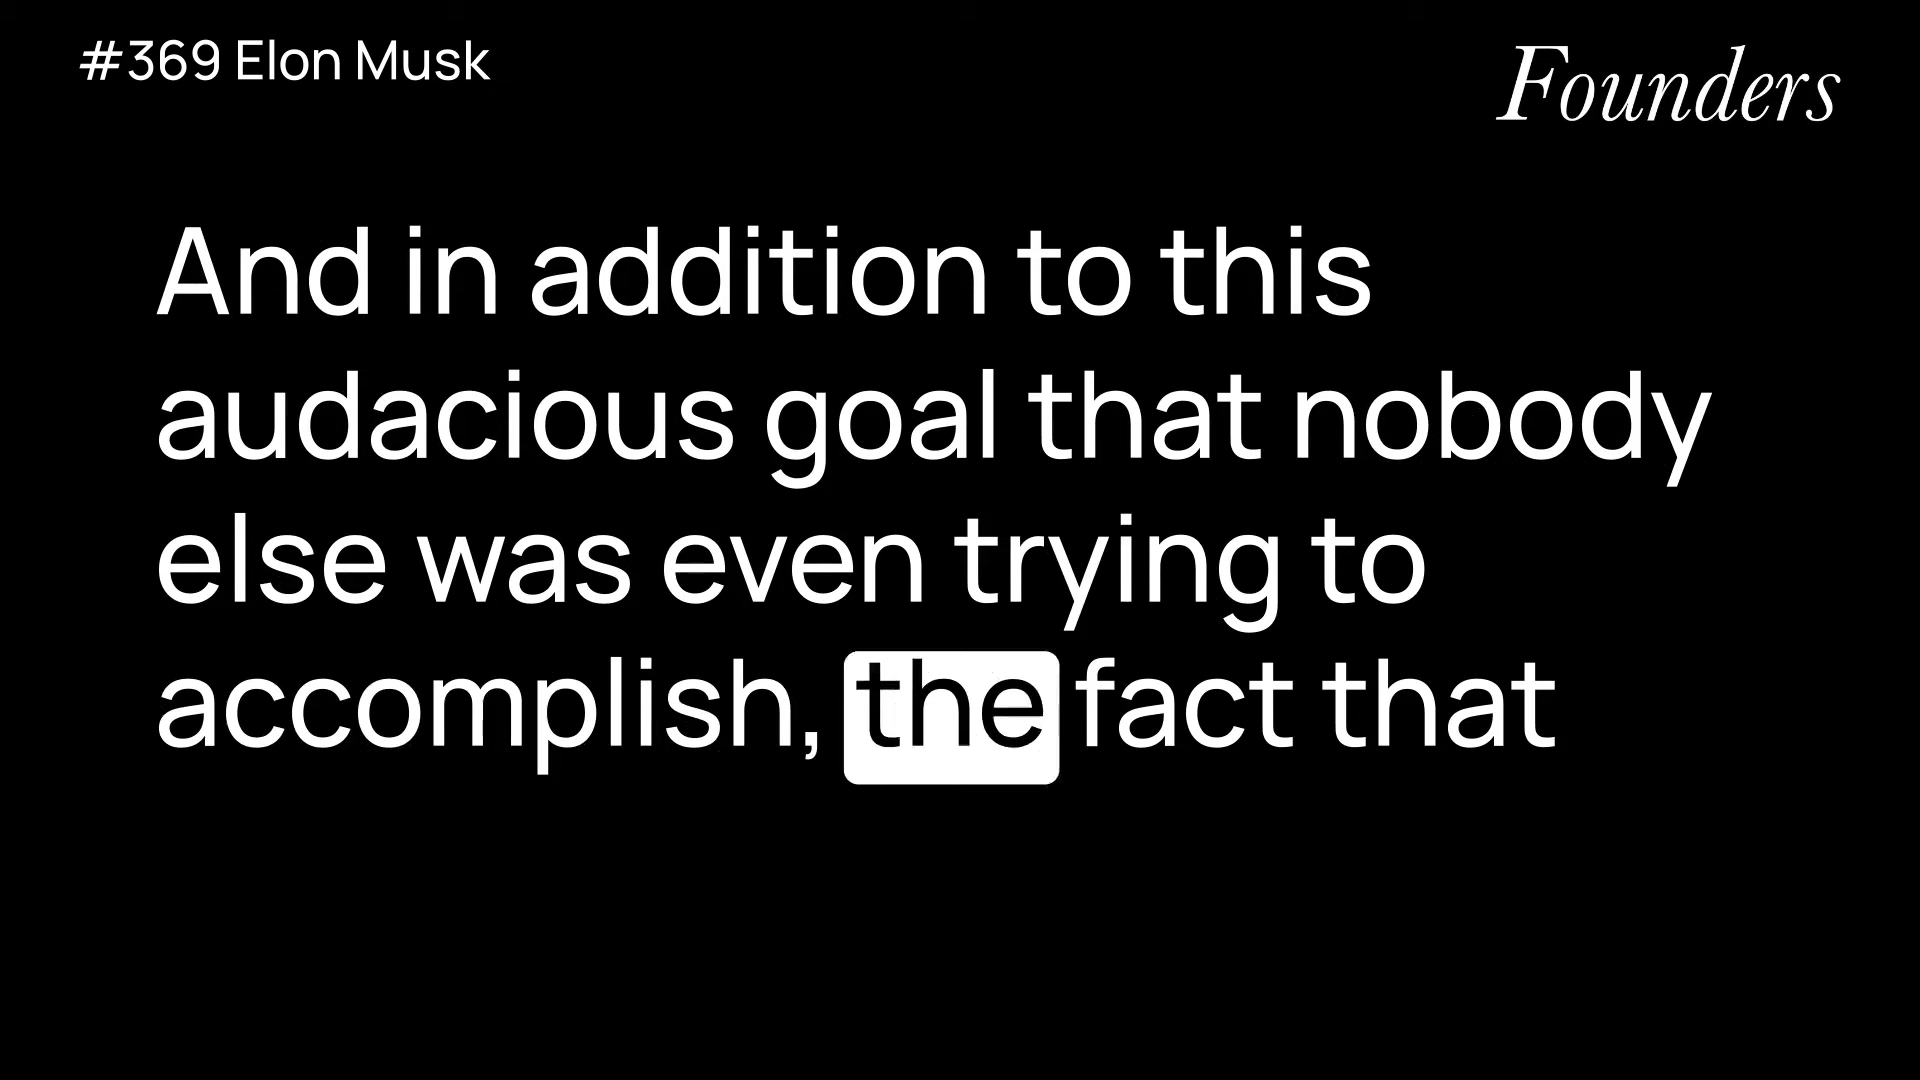 #369 Elon Musk
Founders
And in addition to this
audacious goal that nobody
else was even trying to
accomplish, the fact that